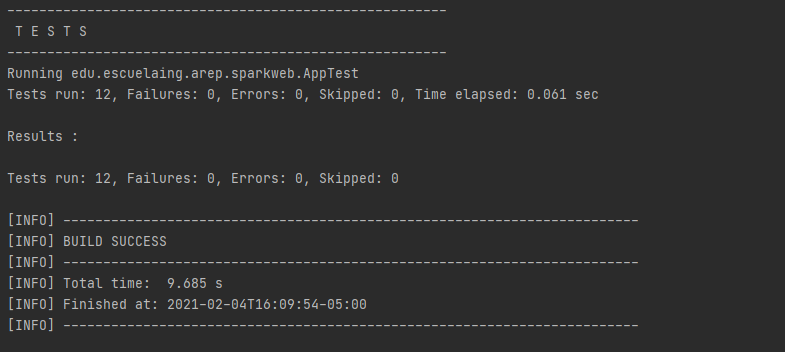 -------------------------------------------------------
T E S T S
-------------------------------------------------------
Running edu.escuelaing.arep.sparkweb.AppTest
Tests run: 12, Failures: 0, Errors: 0, Skipped: 0, Time elapsed: 0.061 sec
Results :
Tests run: 12, Failures: 0, Errors: 0, Skipped: 0
[INFO] ------------------------------------------------------------------------
[INFO] BUILD SUCCESS
[INFO] ------------------------------------------------------------------------
[INFO] Total time:  9.685 s
[INFO] Finished at: 2021-02-04T16:09:54-05:00
[INFO] ------------------------------------------------------------------------